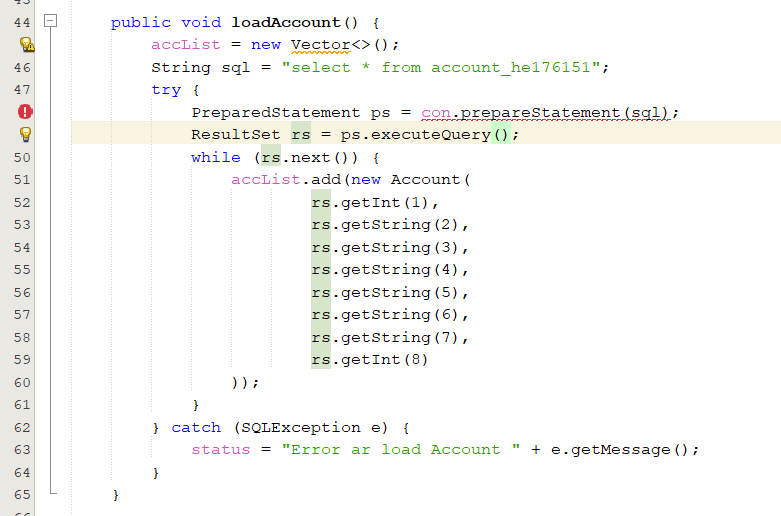 44 public void loadAccount() {
accList = new Vector<>();
46 String sql = "select * from account_he176151";
47 try {
PreparedStatement ps = con.prepareStatement(sql);
ResultSet rs = ps.executeQuery();
50 while (rs.next()) {
51 accList.add(new Account(
52 rs.getInt(1),
53 rs.getString(2),
54 rs.getString(3),
55 rs.getString(4),
56 rs.getString(5),
57 rs.getString(6),
58 rs.getString(7),
59 rs.getInt(8)
60 ));
61 }
62 } catch (SQLException e) {
63 status = "Error ar load Account " + e.getMessage();
64 }
65 }